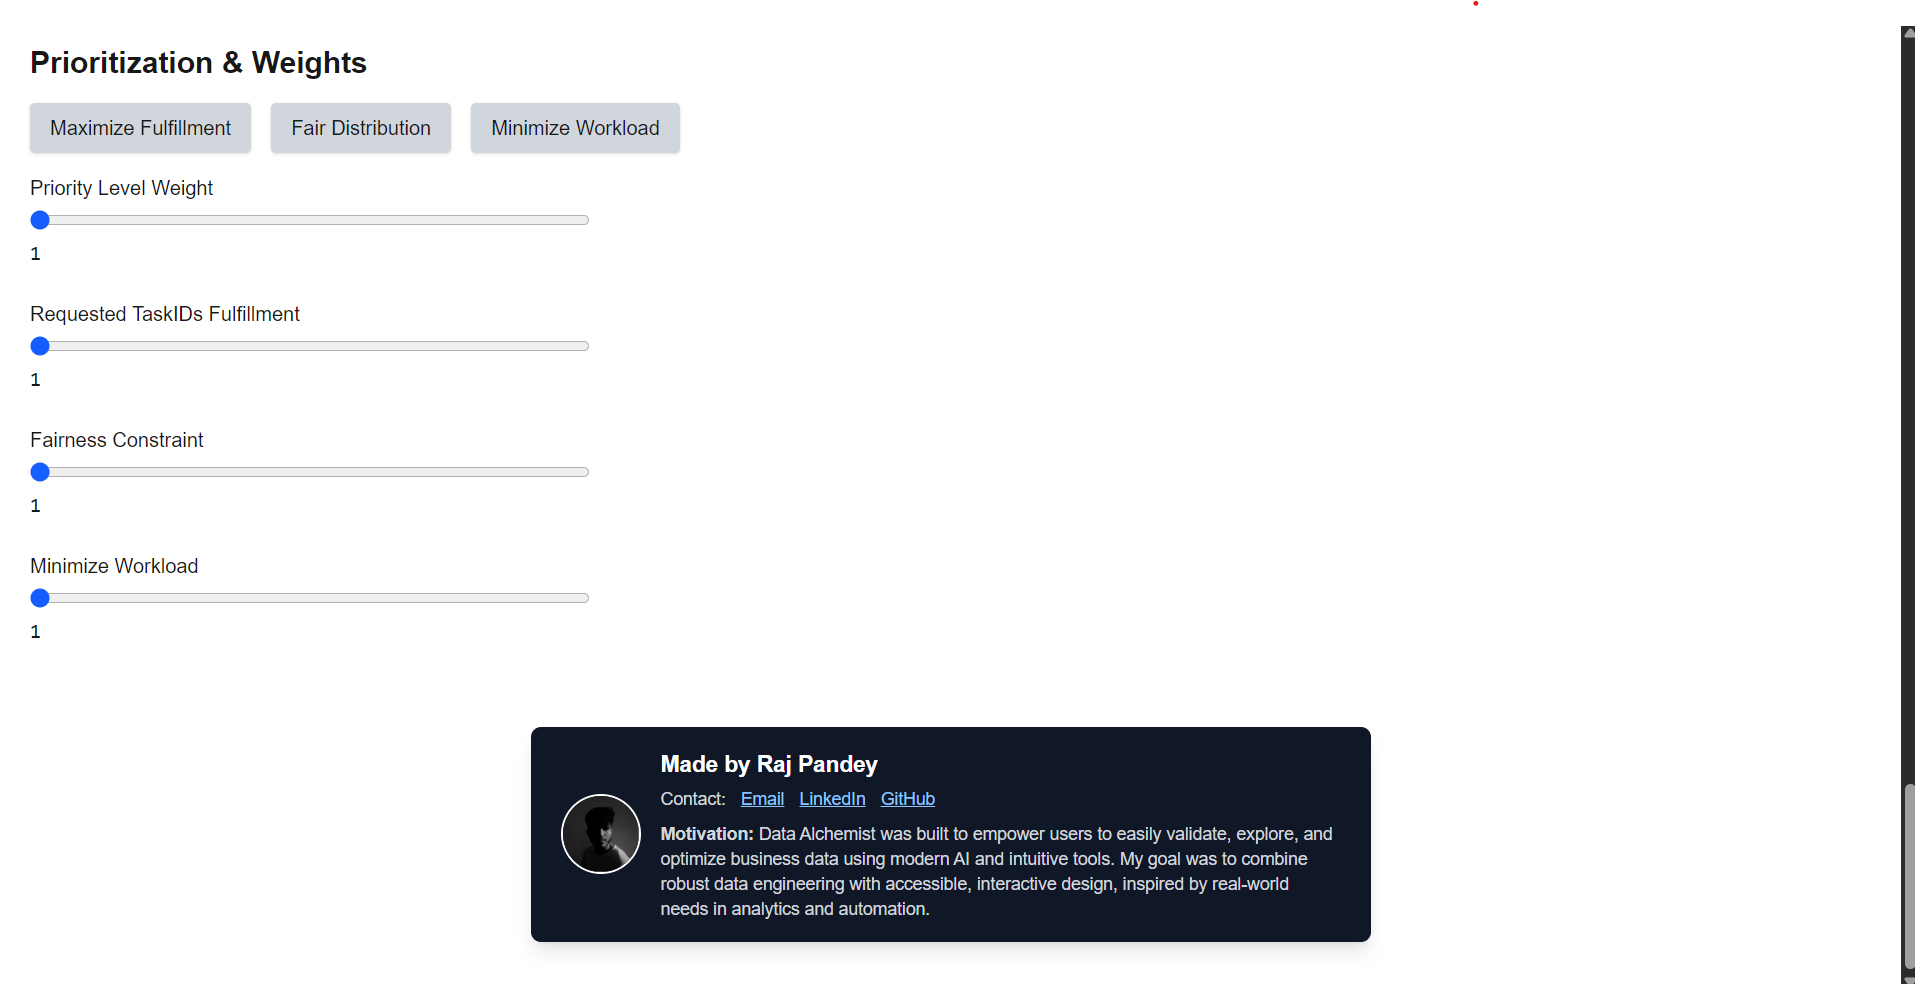 Prioritization & Weights
Maximize Fulfillment Fair Distribution Minimize Workload
Priority Level Weight
1
Requested TaskIDs Fulfillment
1
Fairness Constraint
1
Minimize Workload
1
Made by Raj Pandey
Contact: Email LinkedIn GitHub
Motivation: Data Alchemist was built to empower users to easily validate, explore, and
optimize business data using modern AI and intuitive tools. My goal was to combine
robust data engineering with accessible, interactive design, inspired by real-world
needs in analytics and automation.